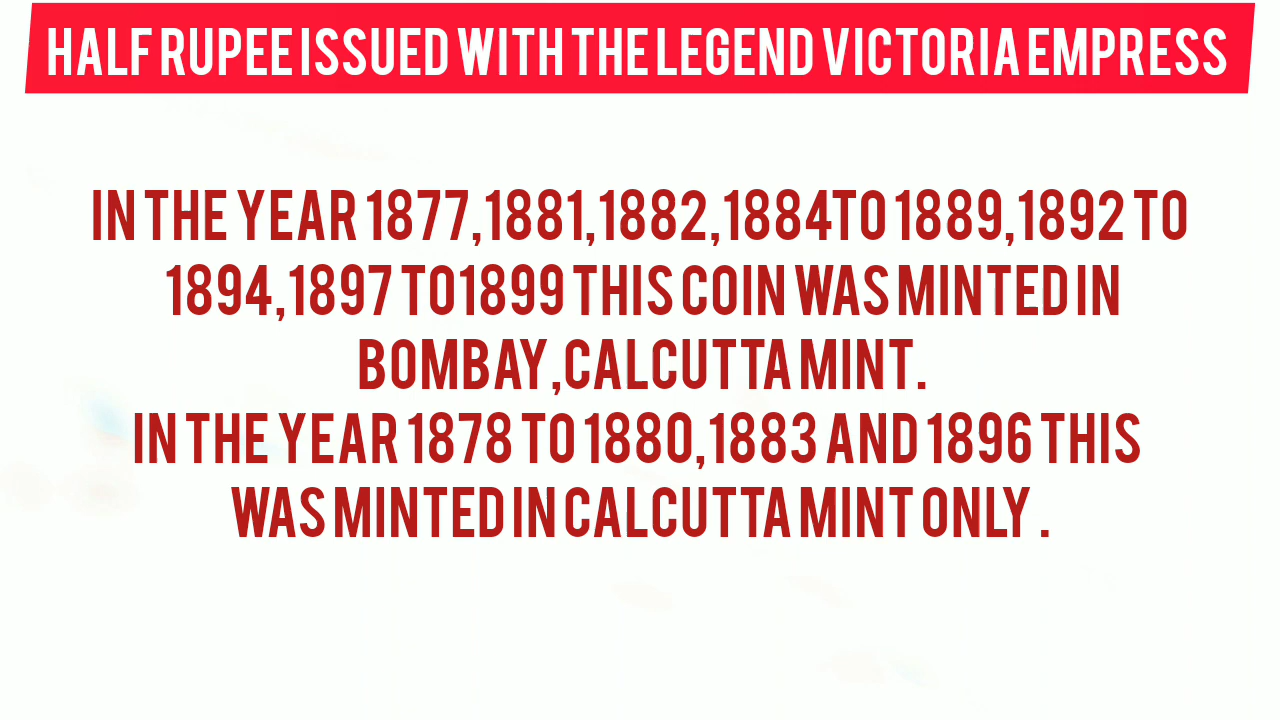 HALF RUPEE ISSUED WITH THE LEGEND VICTORIA EMPRESS
IN THE YEAR 1877,1881,1882,1884TO 1889,1892 TO
1894,1897 TO1899 THIS COIN WAS MINTED IN
BOMBAY,CALCUTTA MINT.
IN THE YEAR 1878 TO 1880,1883 AND 1896 THIS
WAS MINTED IN CALCUTTA MINT ONLY .